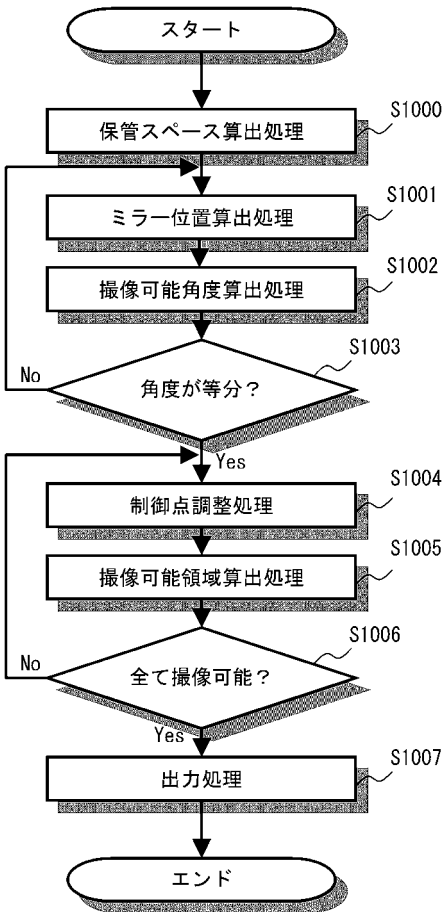 スタート
S1000
保管スペース算出処理
S1001
ミラー位置算出処理
S1002
撮像可能角度算出処理
S1003
角度が等分?
No
Yes
S1004
制御点調整処理
S1005
撮像可能領域算出処理
S1006
全て撮像可能?
No
Yes
S1007
出力処理
エンド